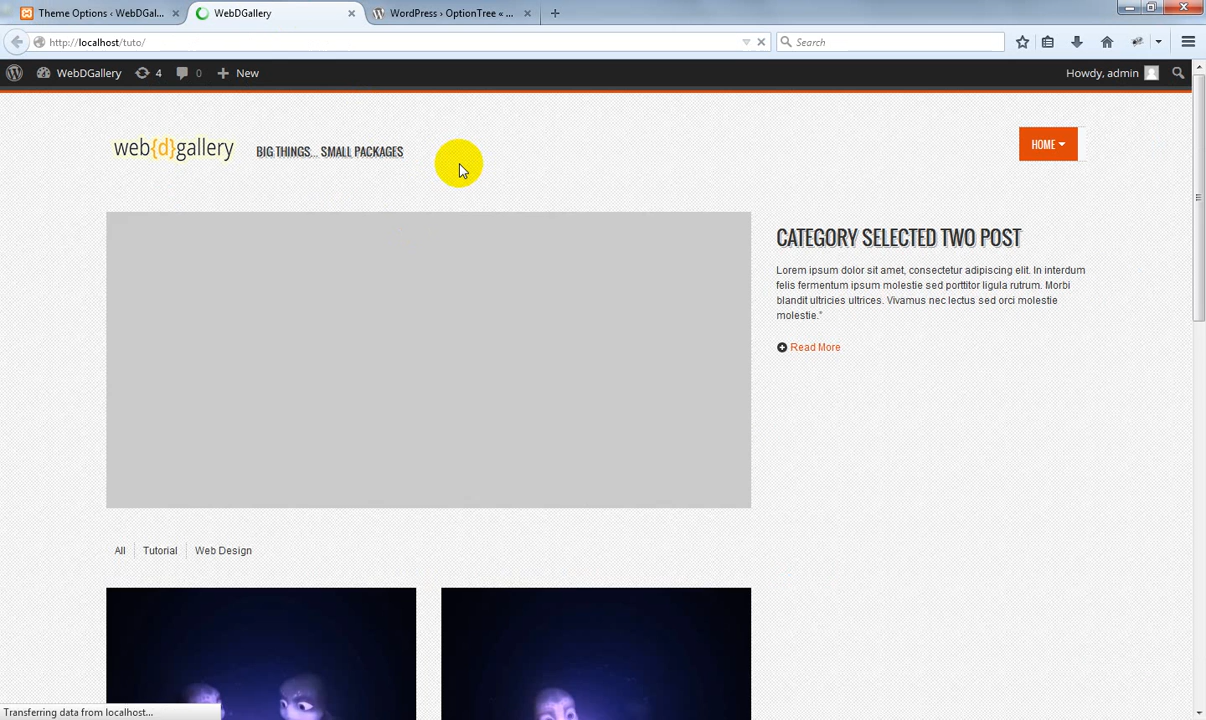 Theme Options ‹ WebDGal...
WebDGallery
WordPress › OptionTree « ...
http://localhost/tuto/
Search
WebDGallery
4
0
New
Howdy, admin
web{d}gallery
BIG THINGS... SMALL PACKAGES
HOME
CATEGORY SELECTED TWO POST
Lorem ipsum dolor sit amet, consectetur adipiscing elit. In interdum
felis fermentum ipsum molestie sed porttitor ligula rutrum. Morbi
blandit ultricies ultrices. Vivamus nec lectus sed orci molestie
molestie."
Read More
All
Tutorial
Web Design
Transferring data from localhost...